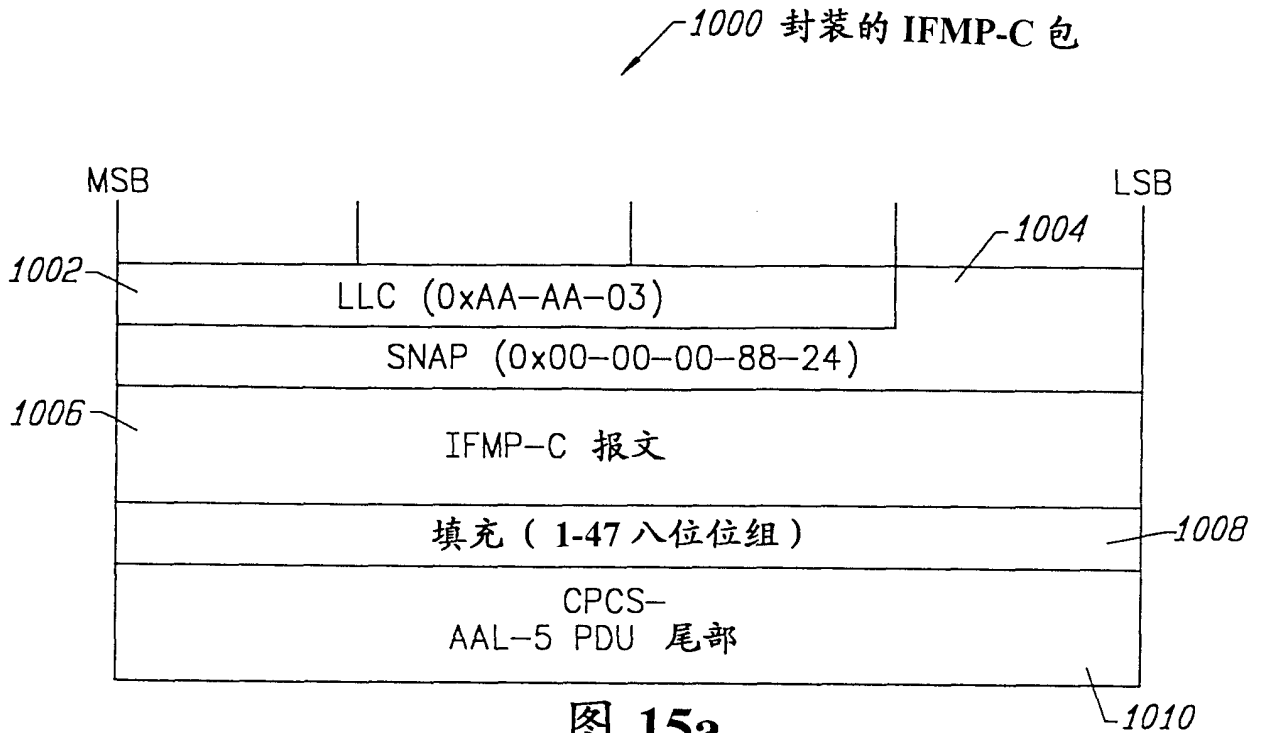 1000 封装的 IFMP-C 包
MSB
LSB
1004
1002
LLC (0xAA-AA-03)
SNAP (0x00-00-00-88-24)
1006
IFMP-C 报文
填充 ( 1-47 八位位组 )
1008
CPCS-
AAL-5 PDU 尾部
1010
图 15a